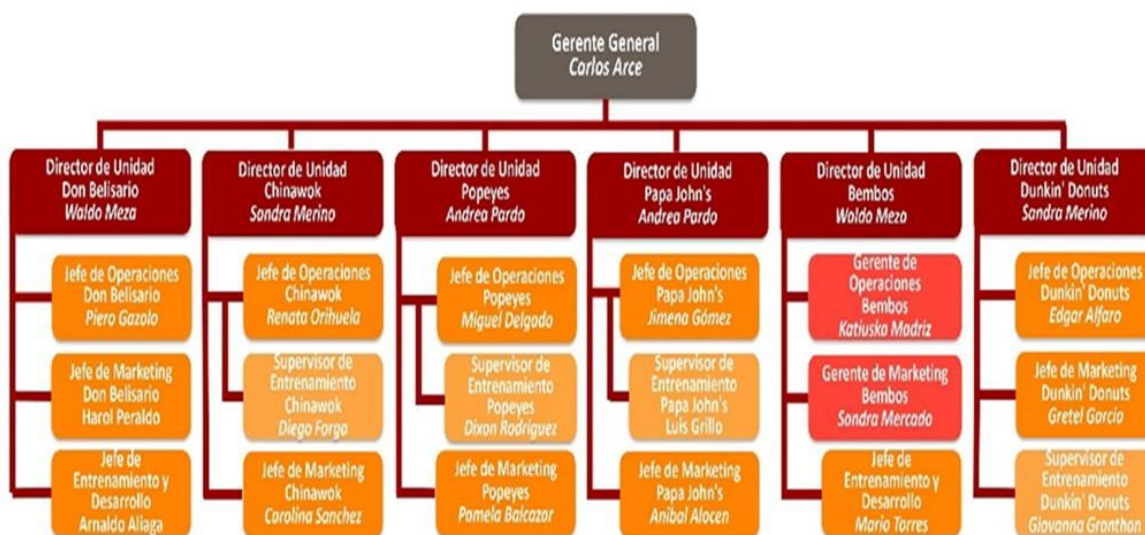 Gerente General
Carlos Arce
Director de Unidad
Don Belisario
Waldo Meza
Director de Unidad
Chinawok
Sandra Merino
Director de Unidad
Popeyes
Andrea Pardo
Director de Unidad
Papa John's
Andrea Pardo
Director de Unidad
Bembos
Waldo Meza
Director de Unidad
Dunkin' Donuts
Sandra Merino
Jefe de Operaciones
Don Belisario
Piero Gazolo
Jefe de Operaciones
Chinawok
Renata Orihuela
Jefe de Operaciones
Popeyes
Miguel Delgado
Jefe de Operaciones
Papa John's
Jimena Gómez
Gerente de
Operaciones
Bembos
Katiuska Madriz
Jefe de Operaciones
Dunkin' Donuts
Edgar Alfaro
Jefe de Marketing
Don Belisario
Harol Peraldo
Supervisor de
Entrenamiento
Chinawok
Diego Forga
Supervisor de
Entrenamiento
Popeyes
Dixon Rodríguez
Supervisor de
Entrenamiento
Papa John's
Luis Grillo
Gerente de Marketing
Bembos
Sandra Mercado
Jefe de Marketing
Dunkin' Donuts
Gretel García
Jefe de
Entrenamiento y
Desarrollo
Arnaldo Aliaga
Jefe de Marketing
Chinawok
Carolina Sanchez
Jefe de Marketing
Popeyes
Pamela Balcazar
Jefe de Marketing
Papa John's
Anibal Alocen
Jefe de
Entrenamiento y
Desarrollo
Mario Torres
Supervisor de
Entrenamiento
Dunkin' Donuts
Giovanna Granthon